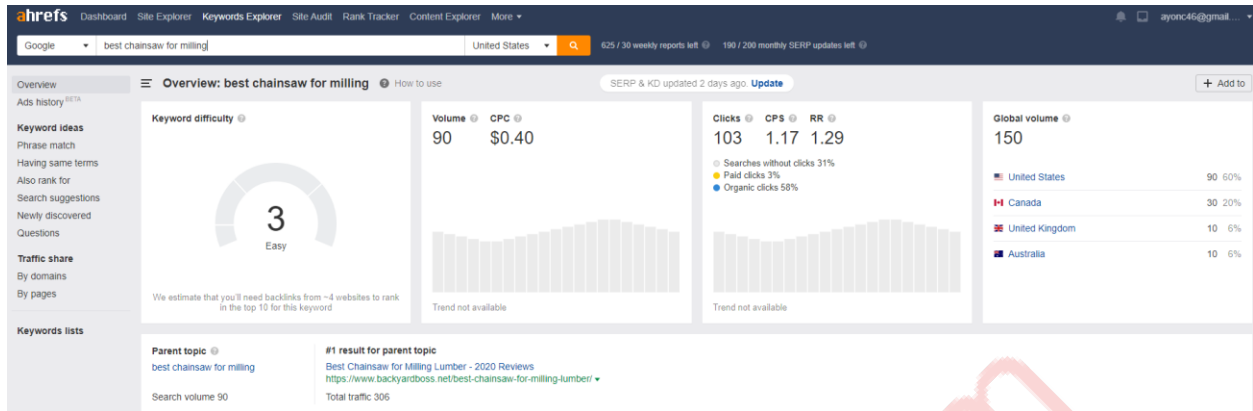 ahrefs Dashboard Site Explorer Keywords Explorer Site Audit Rank Tracker Content Explorer More ayonc46@gmail....
Google best chainsaw for milling United States 625 / 30 weekly reports left 190 / 200 monthly SERP updates left
Overview
Ads history BETA
Keyword ideas
Phrase match
Having same terms
Also rank for
Search suggestions
Newly discovered
Questions
Traffic share
By domains
By pages
Keywords lists
Overview: best chainsaw for milling How to use SERP & KD updated 2 days ago. Update + Add to
Keyword difficulty
3
Easy
We estimate that you'll need backlinks from ~4 websites to rank
in the top 10 for this keyword
Volume CPC
90 $0.40
Trend not available
Clicks CPS RR
103 1.17 1.29
Searches without clicks 31%
Paid clicks 3%
Organic clicks 58%
Trend not available
Global volume
150
United States 90 60%
Canada 30 20%
United Kingdom 10 6%
Australia 10 6%
Parent topic
best chainsaw for milling
Search volume 90
#1 result for parent topic
Best Chainsaw for Milling Lumber - 2020 Reviews
https://www.backyardboss.net/best-chainsaw-for-milling-lumber/
Total traffic 306